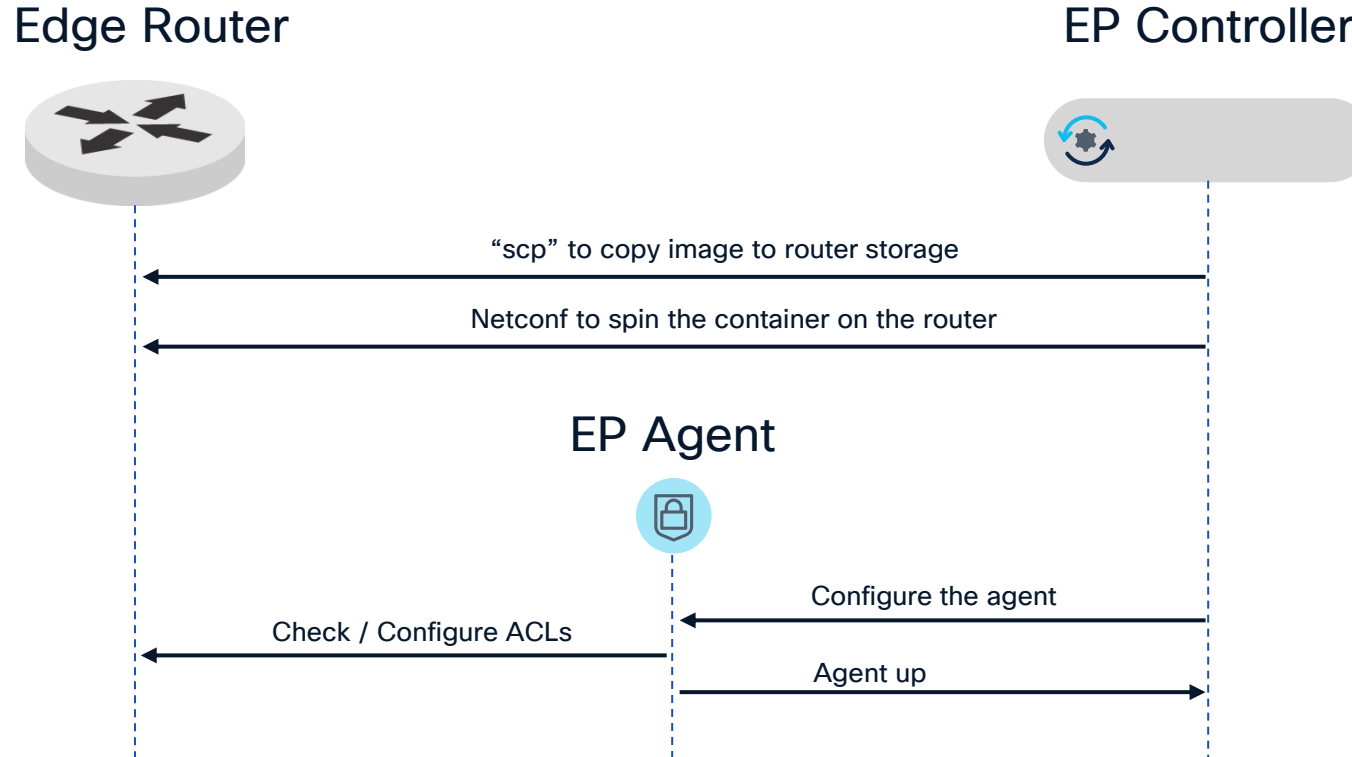 Edge Router
EP Controller
“scp” to copy image to router storage
Netconf to spin the container on the router
EP Agent
Configure the agent
Check / Configure ACLs
Agent up